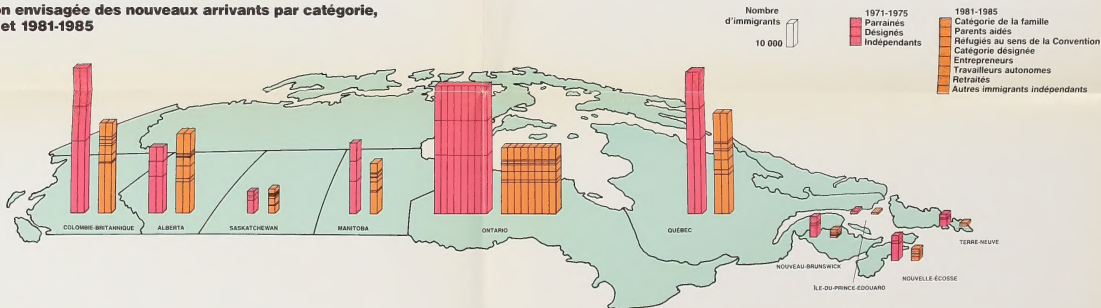 on envisagée des nouveaux arrivants par catégorie,
et 1981-1985
Nombre
d'immigrants
10 000
1971-1975
Parrainés
Désignés
Indépendants
1981-1985
Catégorie de la famille
Parents aidés
Réfugiés au sens de la Convention
Catégorie désignée
Entrepreneurs
Travailleurs autonomes
Retraités
Autres immigrants indépendants
COLOMBIE-BRITANNIQUE
ALBERTA
SASKATCHEWAN
MANITOBA
ONTARIO
QUÉBEC
TERRE-NEUVE
NOUVEAU-BRUNSWICK
NOUVELLE-ÉCOSSE
ÎLE-DU-PRINCE-ÉDOUARD